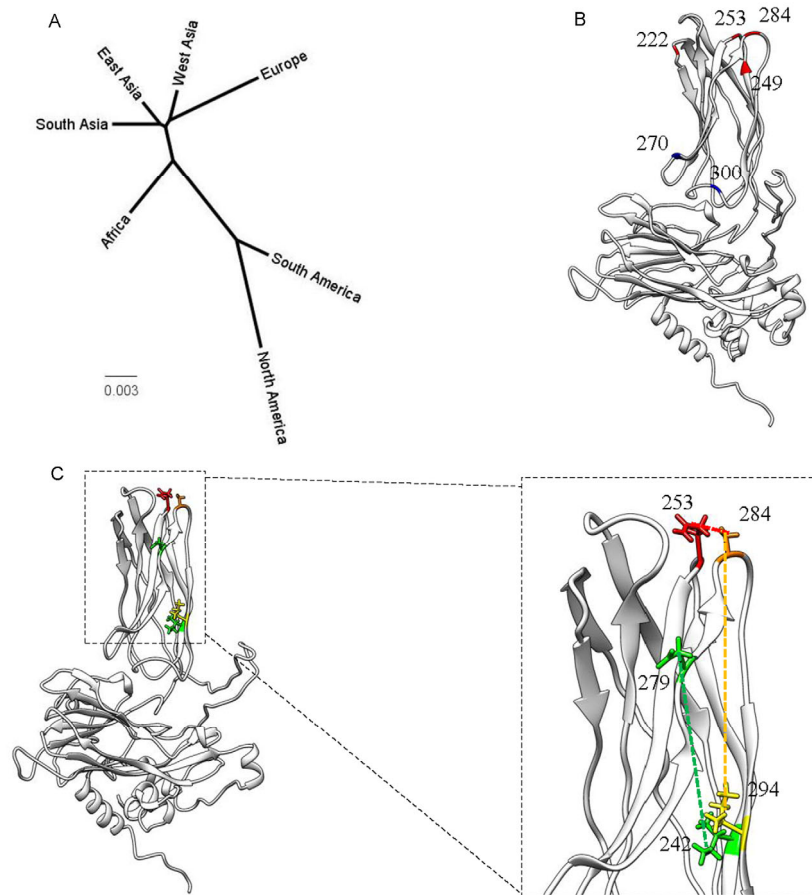 A
East Asia
West Asia
Europe
South Asia
Africa
South America
North America
0.003
B
253 284
222
249
270
300
C
253 284
279
294
242